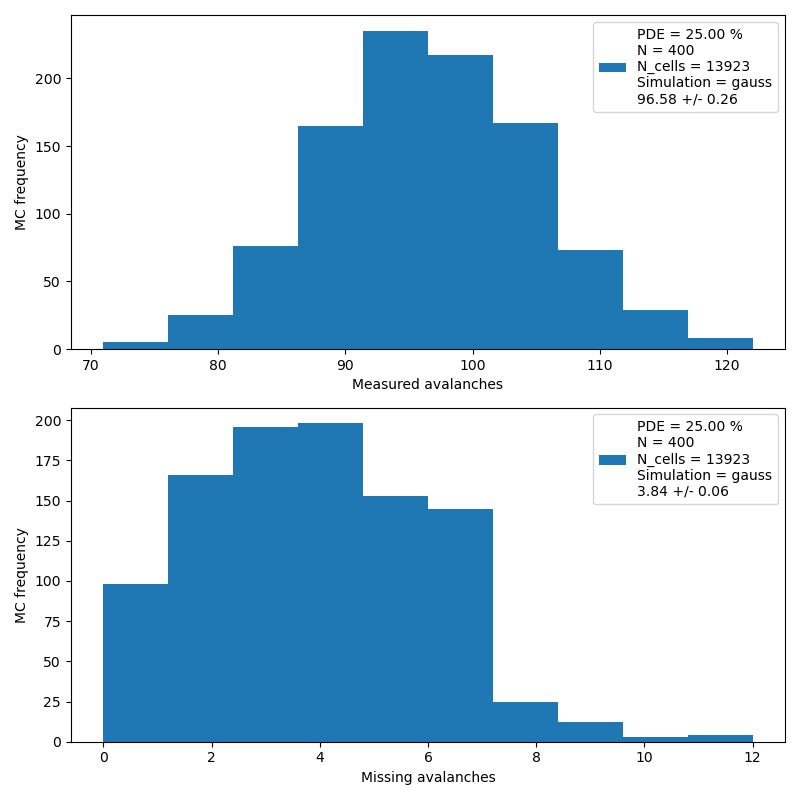 PDE = 25.00 %
N = 400
N_cells = 13923
Simulation = gauss
96.58 +/- 0.26
MC frequency
200
150
100
50
0
70 80 90 100 110 120
Measured avalanches
PDE = 25.00 %
N = 400
N_cells = 13923
Simulation = gauss
3.84 +/- 0.06
MC frequency
200
175
150
125
100
75
50
25
0
0 2 4 6 8 10 12
Missing avalanches